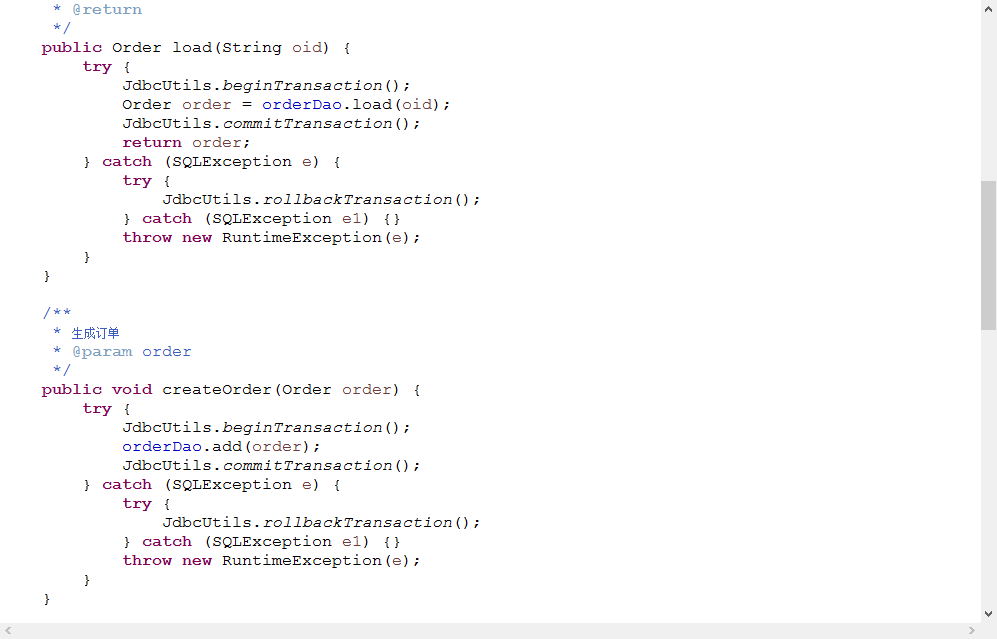 * @return
*/
public Order load(String oid) {
try {
JdbcUtils.beginTransaction();
Order order = orderDao.load(oid);
JdbcUtils.commitTransaction();
return order;
} catch (SQLException e) {
try {
JdbcUtils.rollbackTransaction();
} catch (SQLException e1) {}
throw new RuntimeException(e);
}
}
/**
* 生成订单
* @param order
*/
public void createOrder(Order order) {
try {
JdbcUtils.beginTransaction();
orderDao.add(order);
JdbcUtils.commitTransaction();
} catch (SQLException e) {
try {
JdbcUtils.rollbackTransaction();
} catch (SQLException e1) {}
throw new RuntimeException(e);
}
}